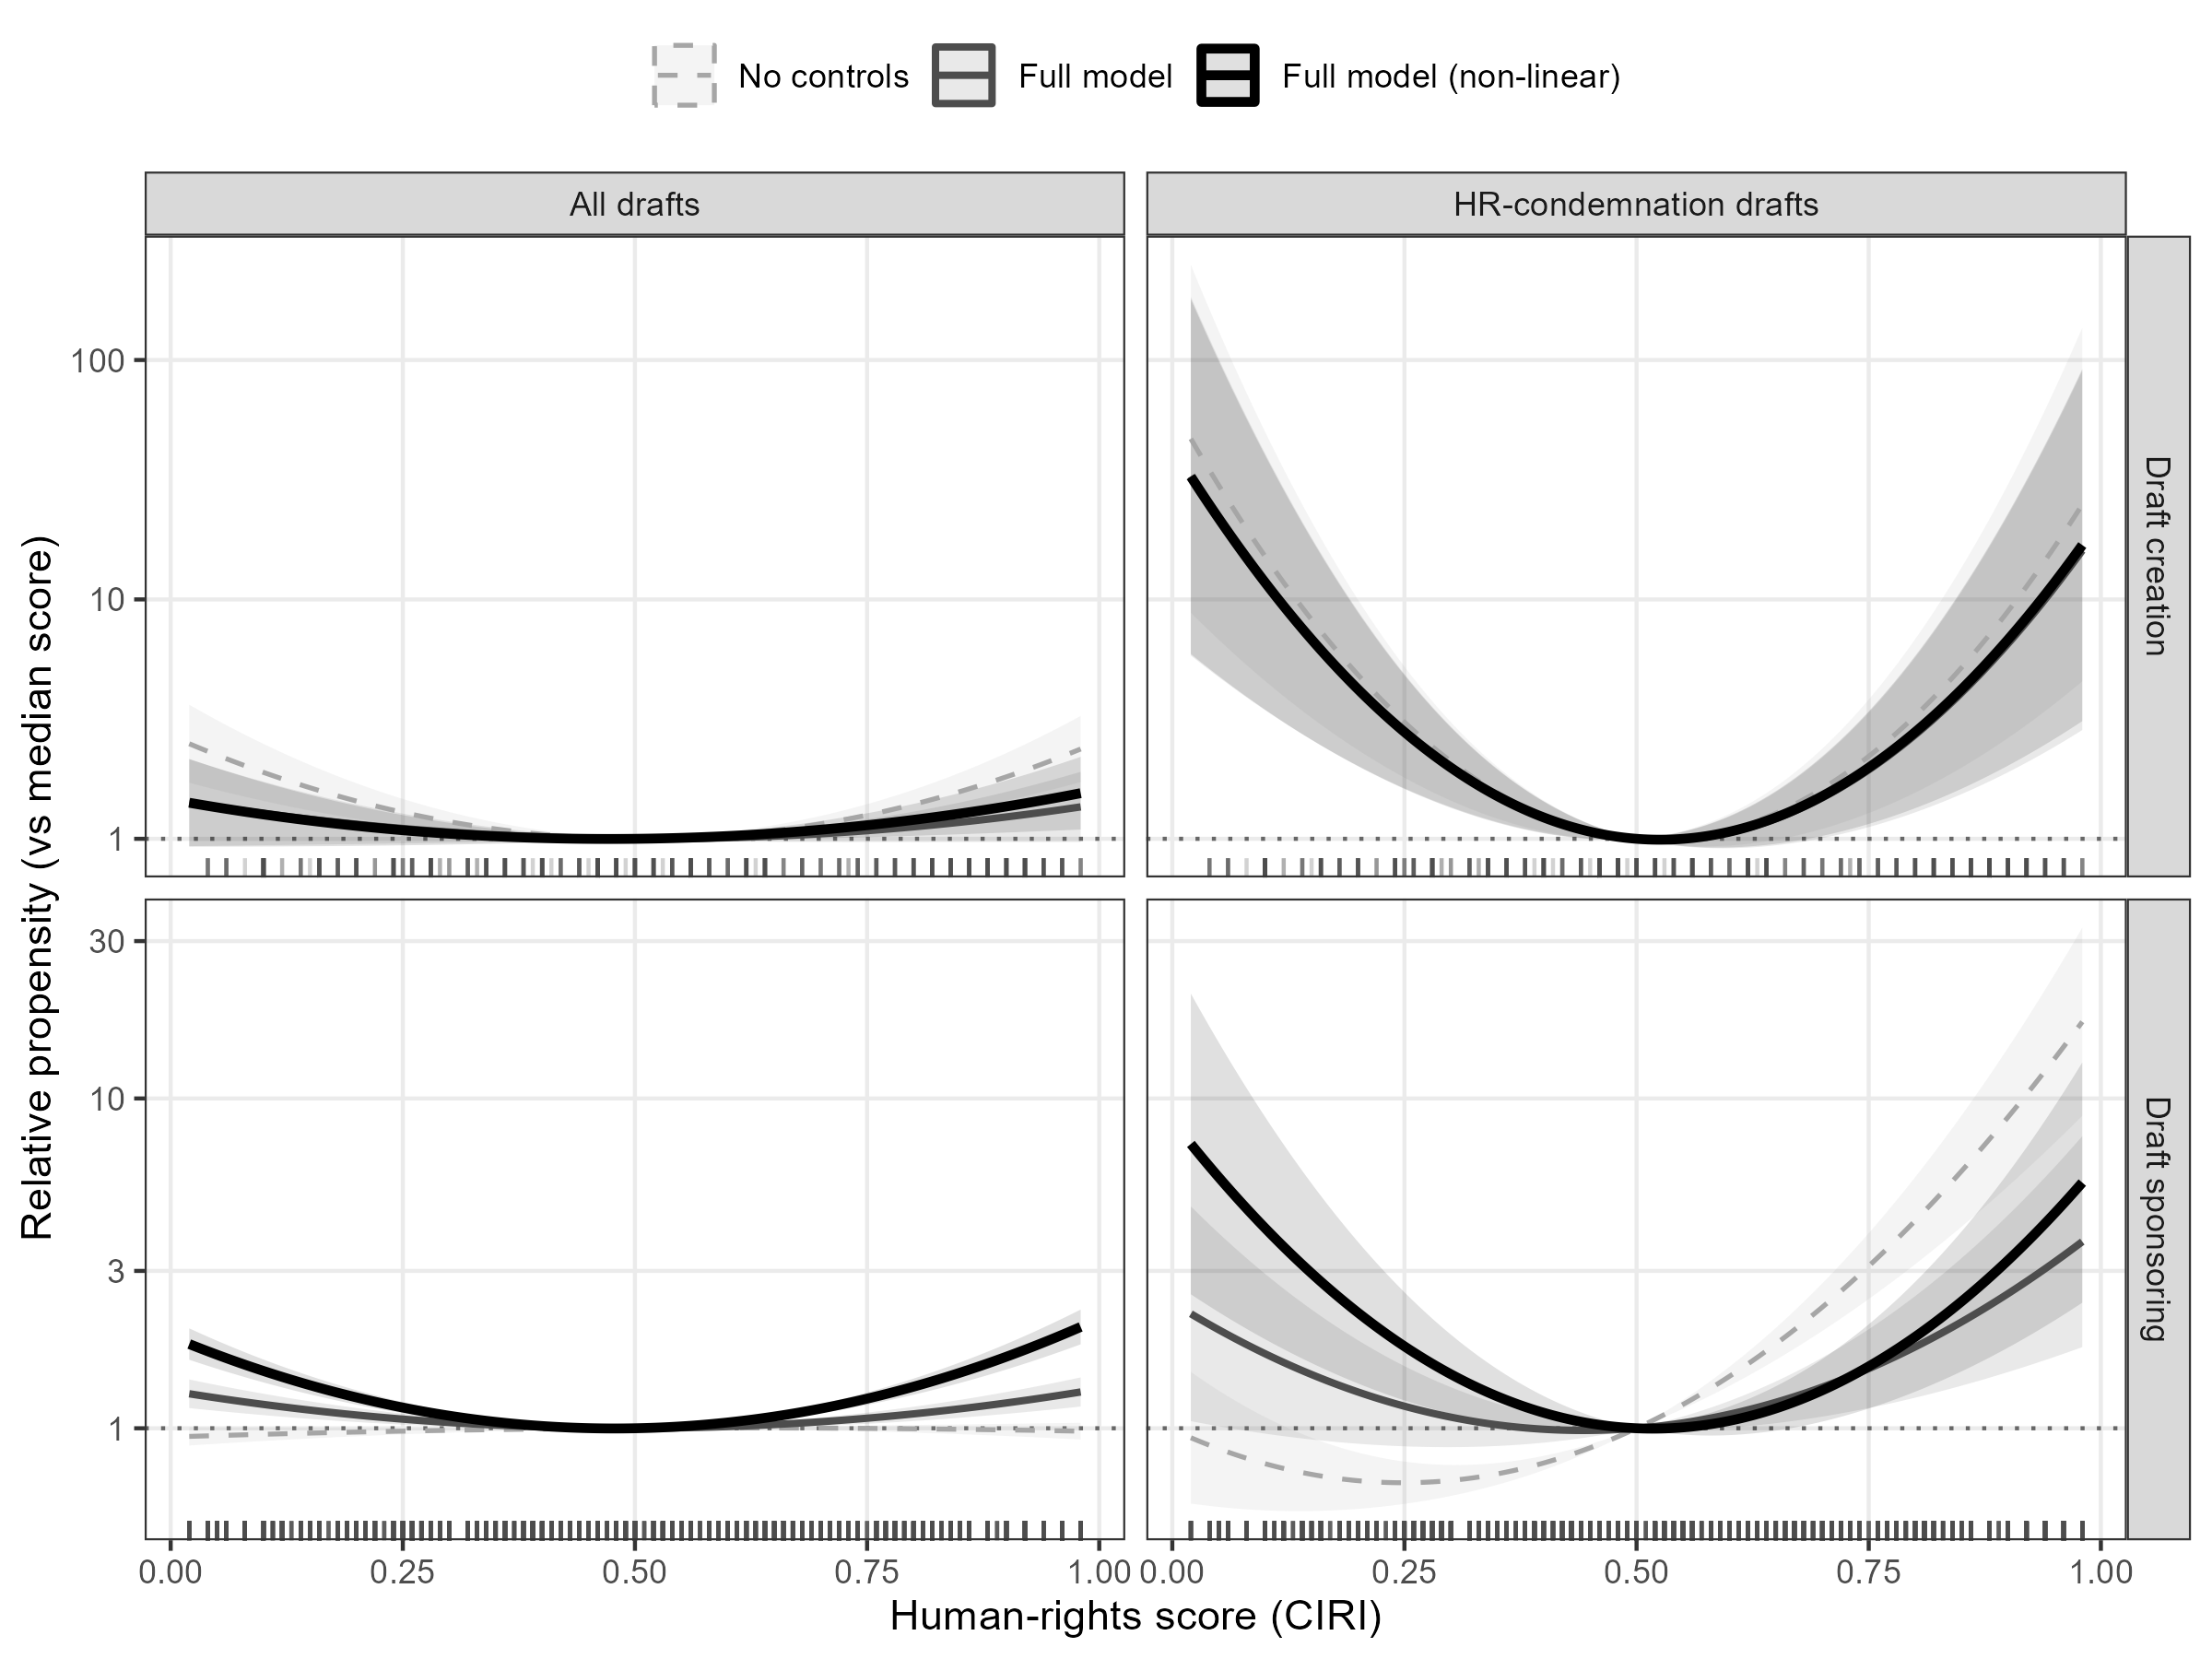 No controls
Full model
Full model (non-linear)
All drafts
HR-condemnation drafts
100
10
1
Draft creation
30
10
3
1
Draft sponsoring
0.00
0.25
0.50
0.75
1.00
0.00
0.25
0.50
0.75
1.00
Human-rights score (CIRI)
Relative propensity (vs median score)